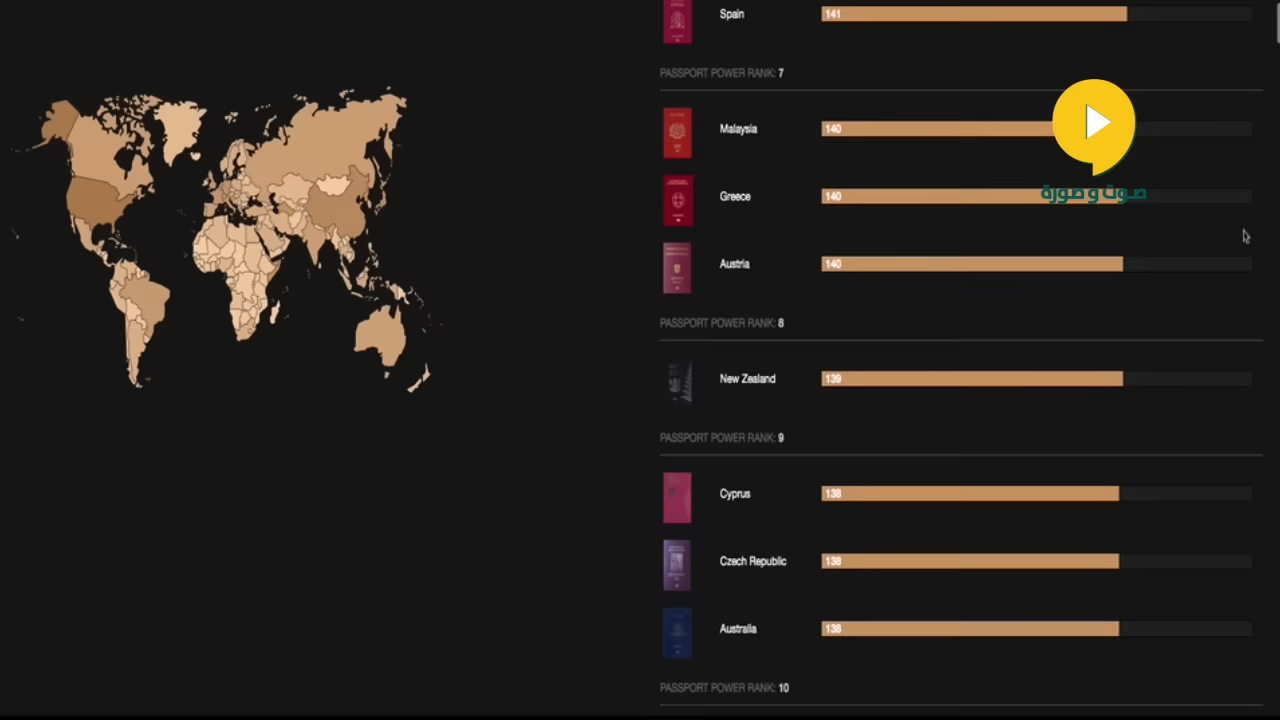 Spain 141
PASSPORT POWER RANK: 7
Malaysia 140
صوت و صورة
Greece 140
Austria 140
PASSPORT POWER RANK: 8
New Zealand 139
PASSPORT POWER RANK: 9
Cyprus 138
Czech Republic 138
Australia 138
PASSPORT POWER RANK: 10